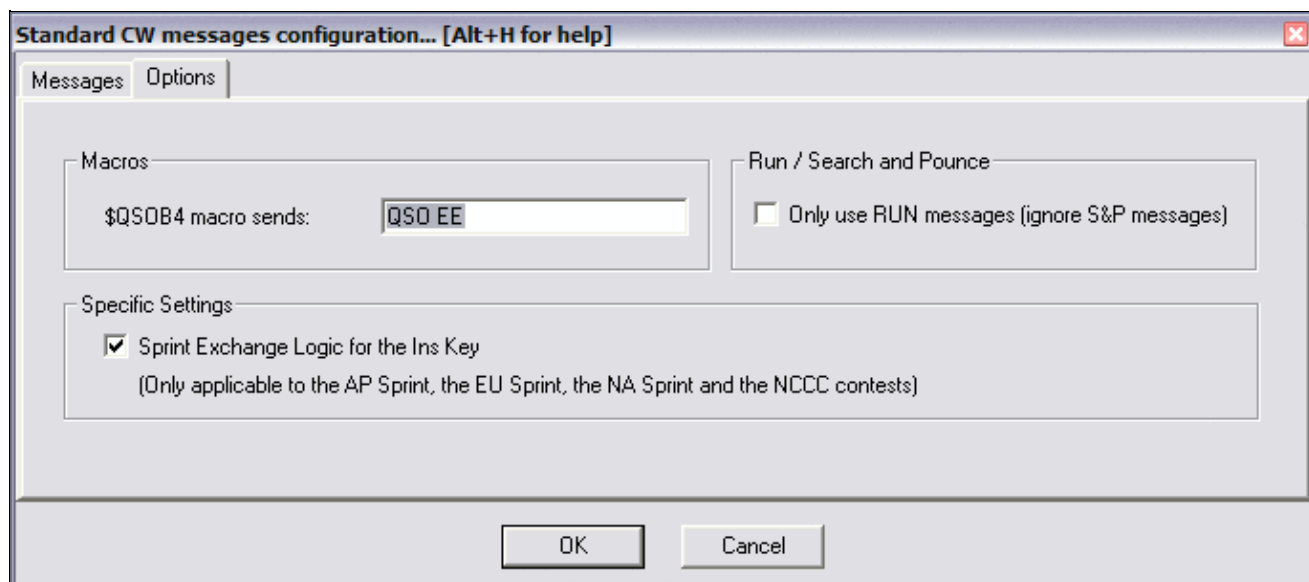 Standard CW messages configuration... [Alt+H for help]
Messages Options
Macros
$QSOB4 macro sends: QSO EE
Run / Search and Pounce
Only use RUN messages (ignore S&P messages)
Specific Settings
Sprint Exchange Logic for the Ins Key
(Only applicable to the AP Sprint, the EU Sprint, the NA Sprint and the NCCC contests)
OK Cancel